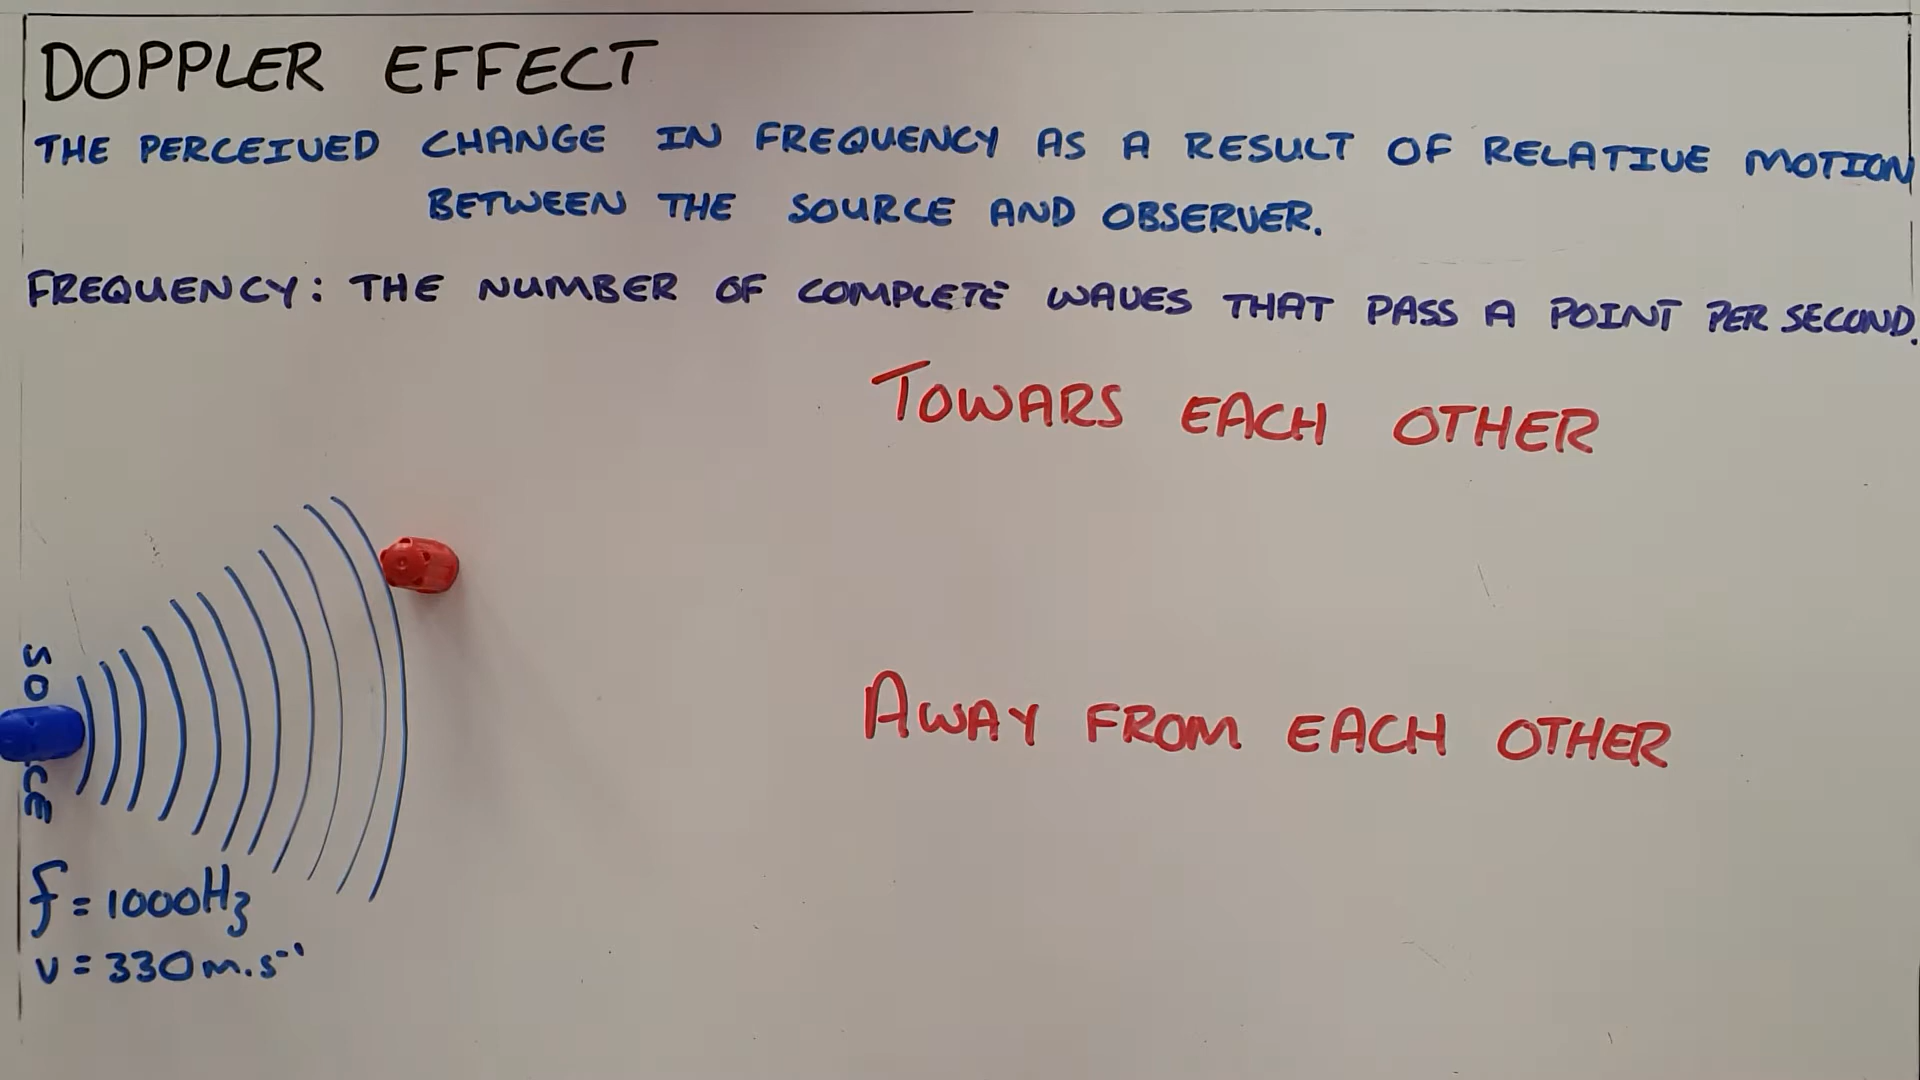 DOPPLER EFFECT
THE PERCEIVED CHANGE IN FREQUENCY AS A RESULT OF RELATIVE MOTION
BETWEEN THE SOURCE AND OBSERVER.
FREQUENCY: THE NUMBER OF COMPLETE WAVES THAT PASS A POINT PER SECOND.
TOWARS EACH OTHER
AWAY FROM EACH OTHER
f = 1000Hz
v = 330m.s⁻¹